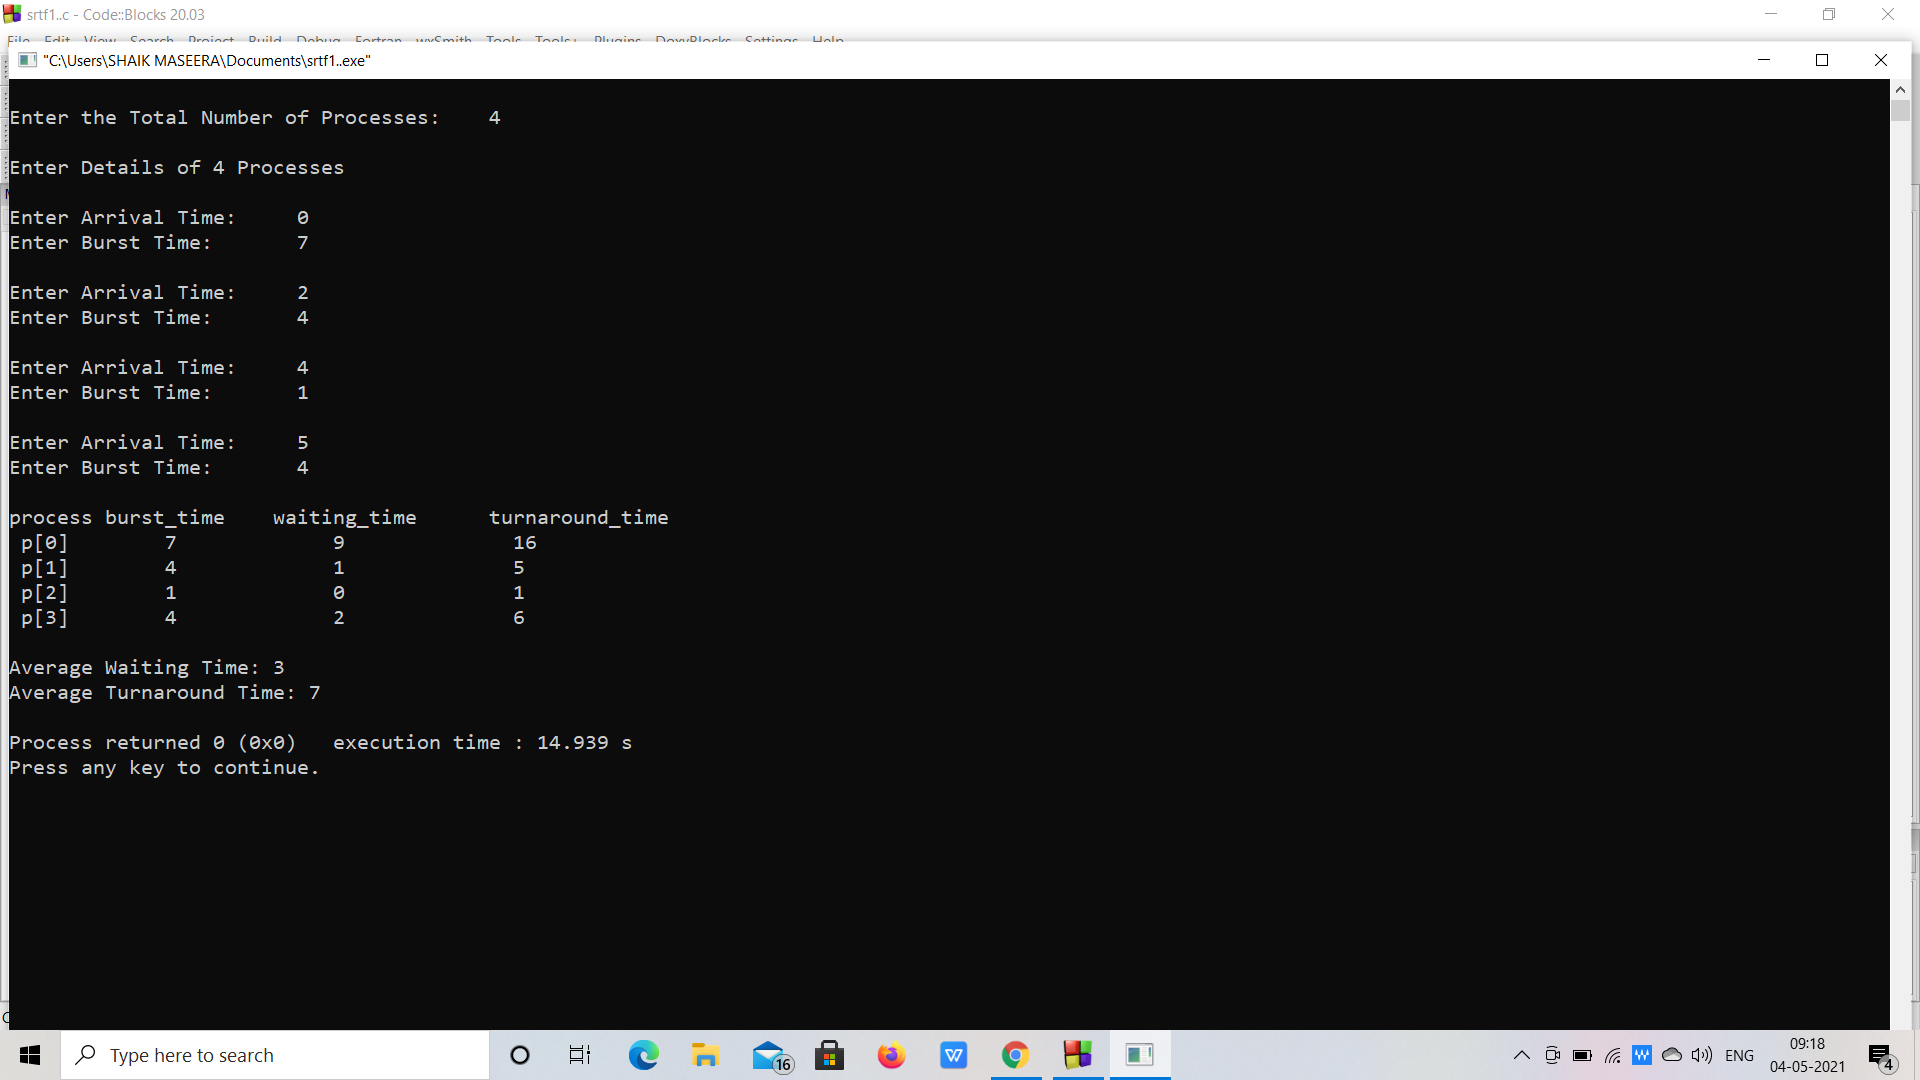 srtf1..c - Code::Blocks 20.03
File Edit View Search Project Build Debug Fortran wxSmith Tools Tools+ Plugins DoxyBlocks Settings Help
"C:\Users\SHAIK MASEERA\Documents\srtf1..exe"
Enter the Total Number of Processes: 4
Enter Details of 4 Processes
Enter Arrival Time: 0
Enter Burst Time: 7
Enter Arrival Time: 2
Enter Burst Time: 4
Enter Arrival Time: 4
Enter Burst Time: 1
Enter Arrival Time: 5
Enter Burst Time: 4
process burst_time waiting_time turnaround_time
p[0] 7 9 16
p[1] 4 1 5
p[2] 1 0 1
p[3] 4 2 6
Average Waiting Time: 3
Average Turnaround Time: 7
Process returned 0 (0x0) execution time : 14.939 s
Press any key to continue.
Type here to search
16
W
W
ENG
09:18
04-05-2021
4